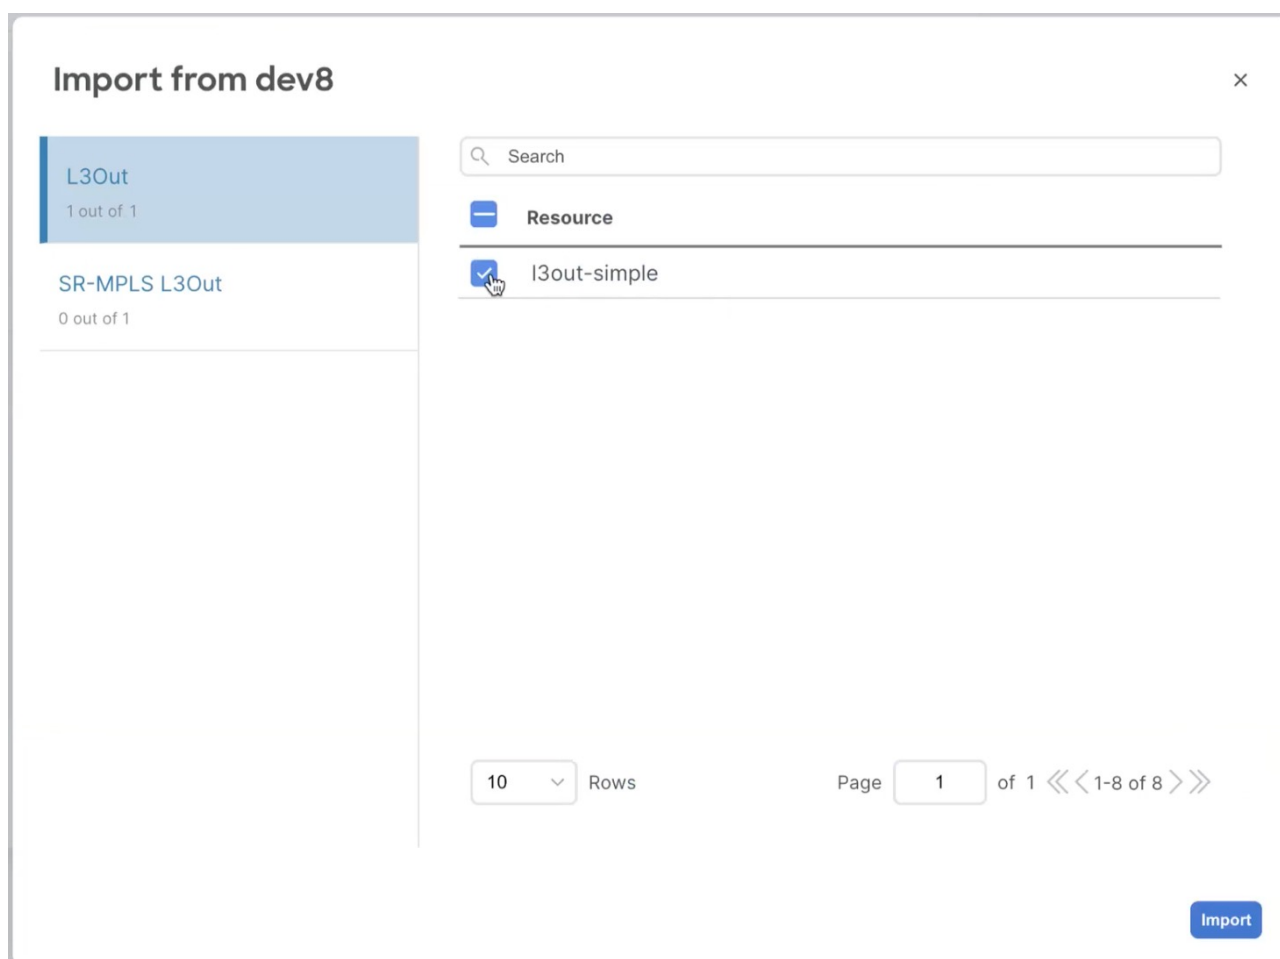 Import from dev8
L3Out
1 out of 1
SR-MPLS L3Out
0 out of 1
Search
Resource
l3out-simple
10 Rows Page 1 of 1 1-8 of 8
Import